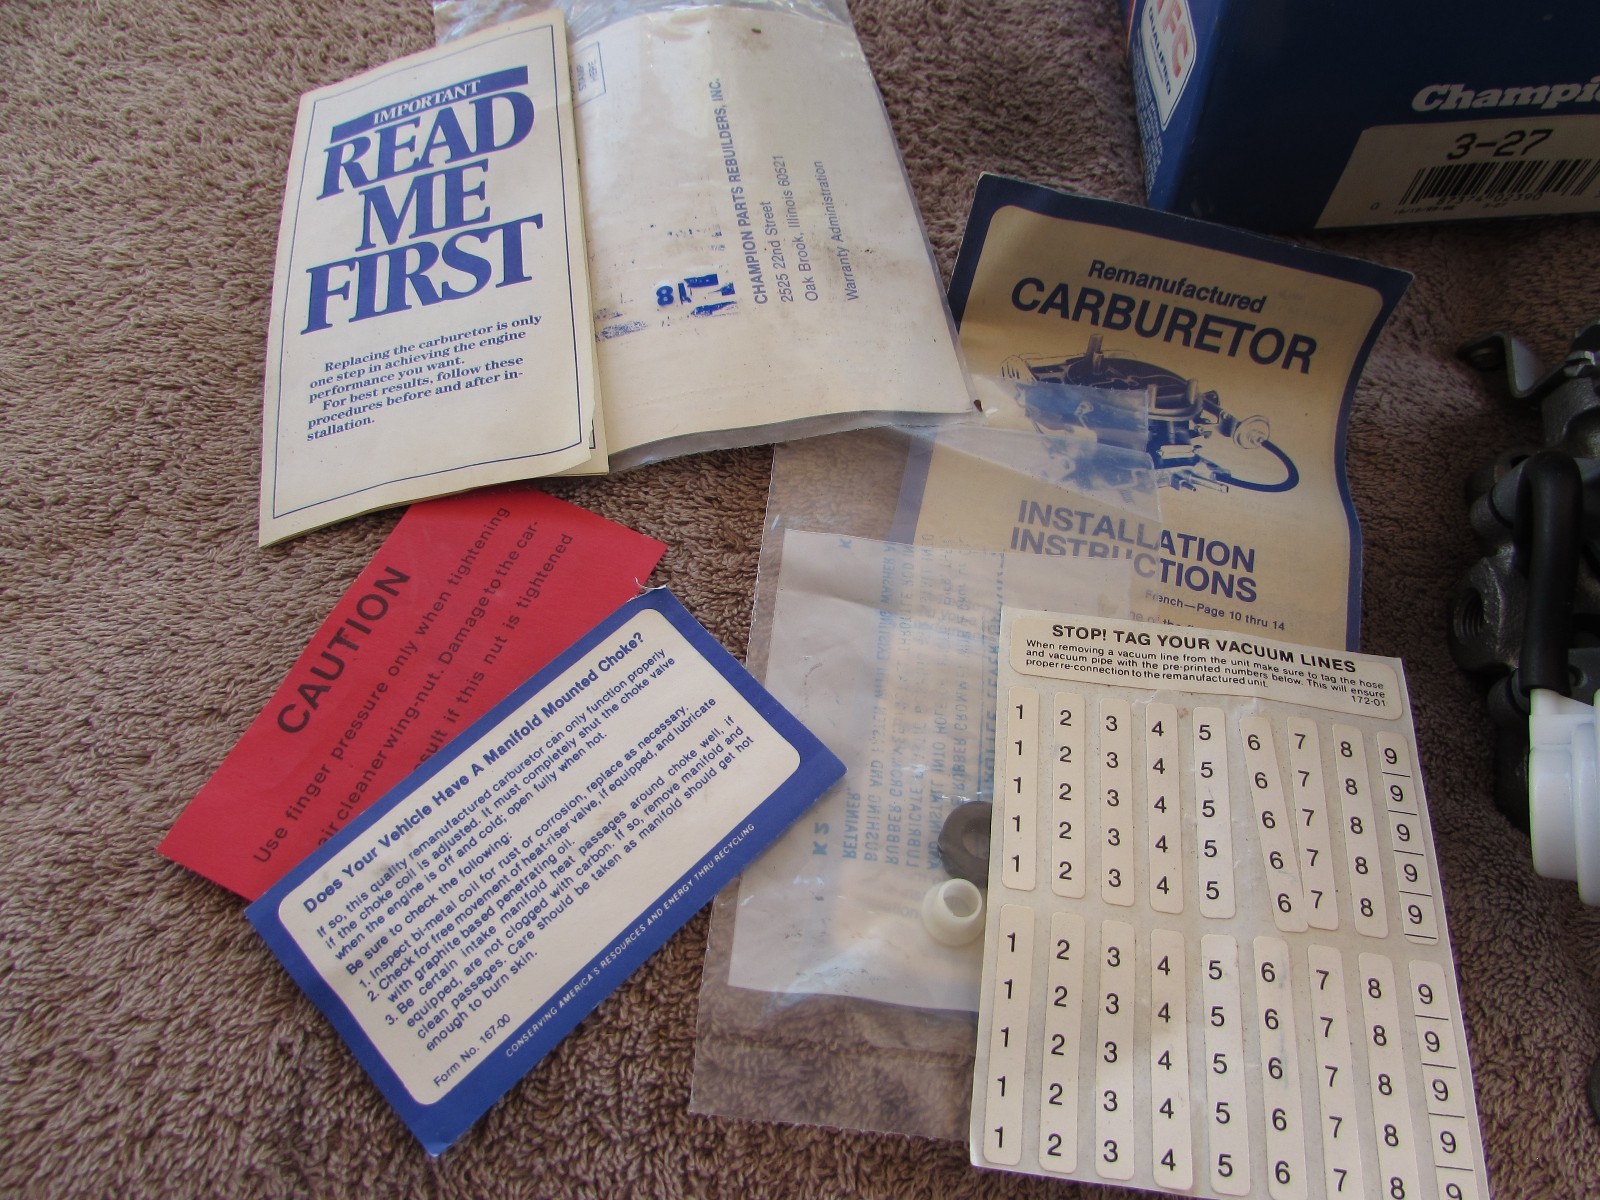 IMPORTANT
READ
ME
FIRST
Replacing the carburetor is only
one step in achieving the engine
performance you want.
For best results, follow these
procedures before and after in-
stallation.
STAMP
HERE
CHAMPION PARTS REBUILDERS, INC.
2525 22nd Street
Oak Brook, Illinois 60521
Warranty Administration
QUALIFIED
Champi
3-27
Remanufactured
CARBURETOR
INSTALLATION
INSTRUCTIONS
French—Page 10 thru 14
CAUTION
Use finger pressure only when tightening
air cleaner wing-nut. Damage to the car-
esult if this nut is tightened
Does Your Vehicle Have A Manifold Mounted Choke?
If so, this quality remanufactured carburetor can only function properly
if the choke coil is adjusted. It must completely shut the choke valve
when the engine is off and cold; open fully when hot.
Be sure to check the following:
1. Inspect bi-metal coil for rust or corrosion, replace as necessary.
2. Check for free movement of heat-riser valve, if equipped, and lubricate
with graphite based penetrating oil.
3. Be certain intake manifold heat passages around choke well, if
equipped, are not clogged with carbon. If so, remove manifold and
clean passages. Care should be taken as manifold should get hot
enough to burn skin.
Form No. 167-00
CONSERVING AMERICA'S RESOURCES AND ENERGY THRU RECYCLING
K 2
RETAINER.
BUSHING AND
RUBBER GROM
LUBRICATE
AND INSTALL INTO HOLE
STOP! TAG YOUR VACUUM LINES
When removing a vacuum line from the unit make sure to tag the hose
and vacuum pipe with the pre-printed numbers below. This will ensure
proper re-connection to the remanufactured unit.
172-01
1 2 3 4 5 6 7 8 9
1 2 3 4 5 6 7 8 9
1 2 3 4 5 6 7 8 9
1 2 3 4 5 6 7 8 9
1 2 3 4 5 6 7 8 9
1 2 3 4 5 6 7 8 9
1 2 3 4 5 6 7 8 9
1 2 3 4 5 6 7 8 9
1 2 3 4 5 6 7 8 9
1 2 3 4 5 6 7 8 9